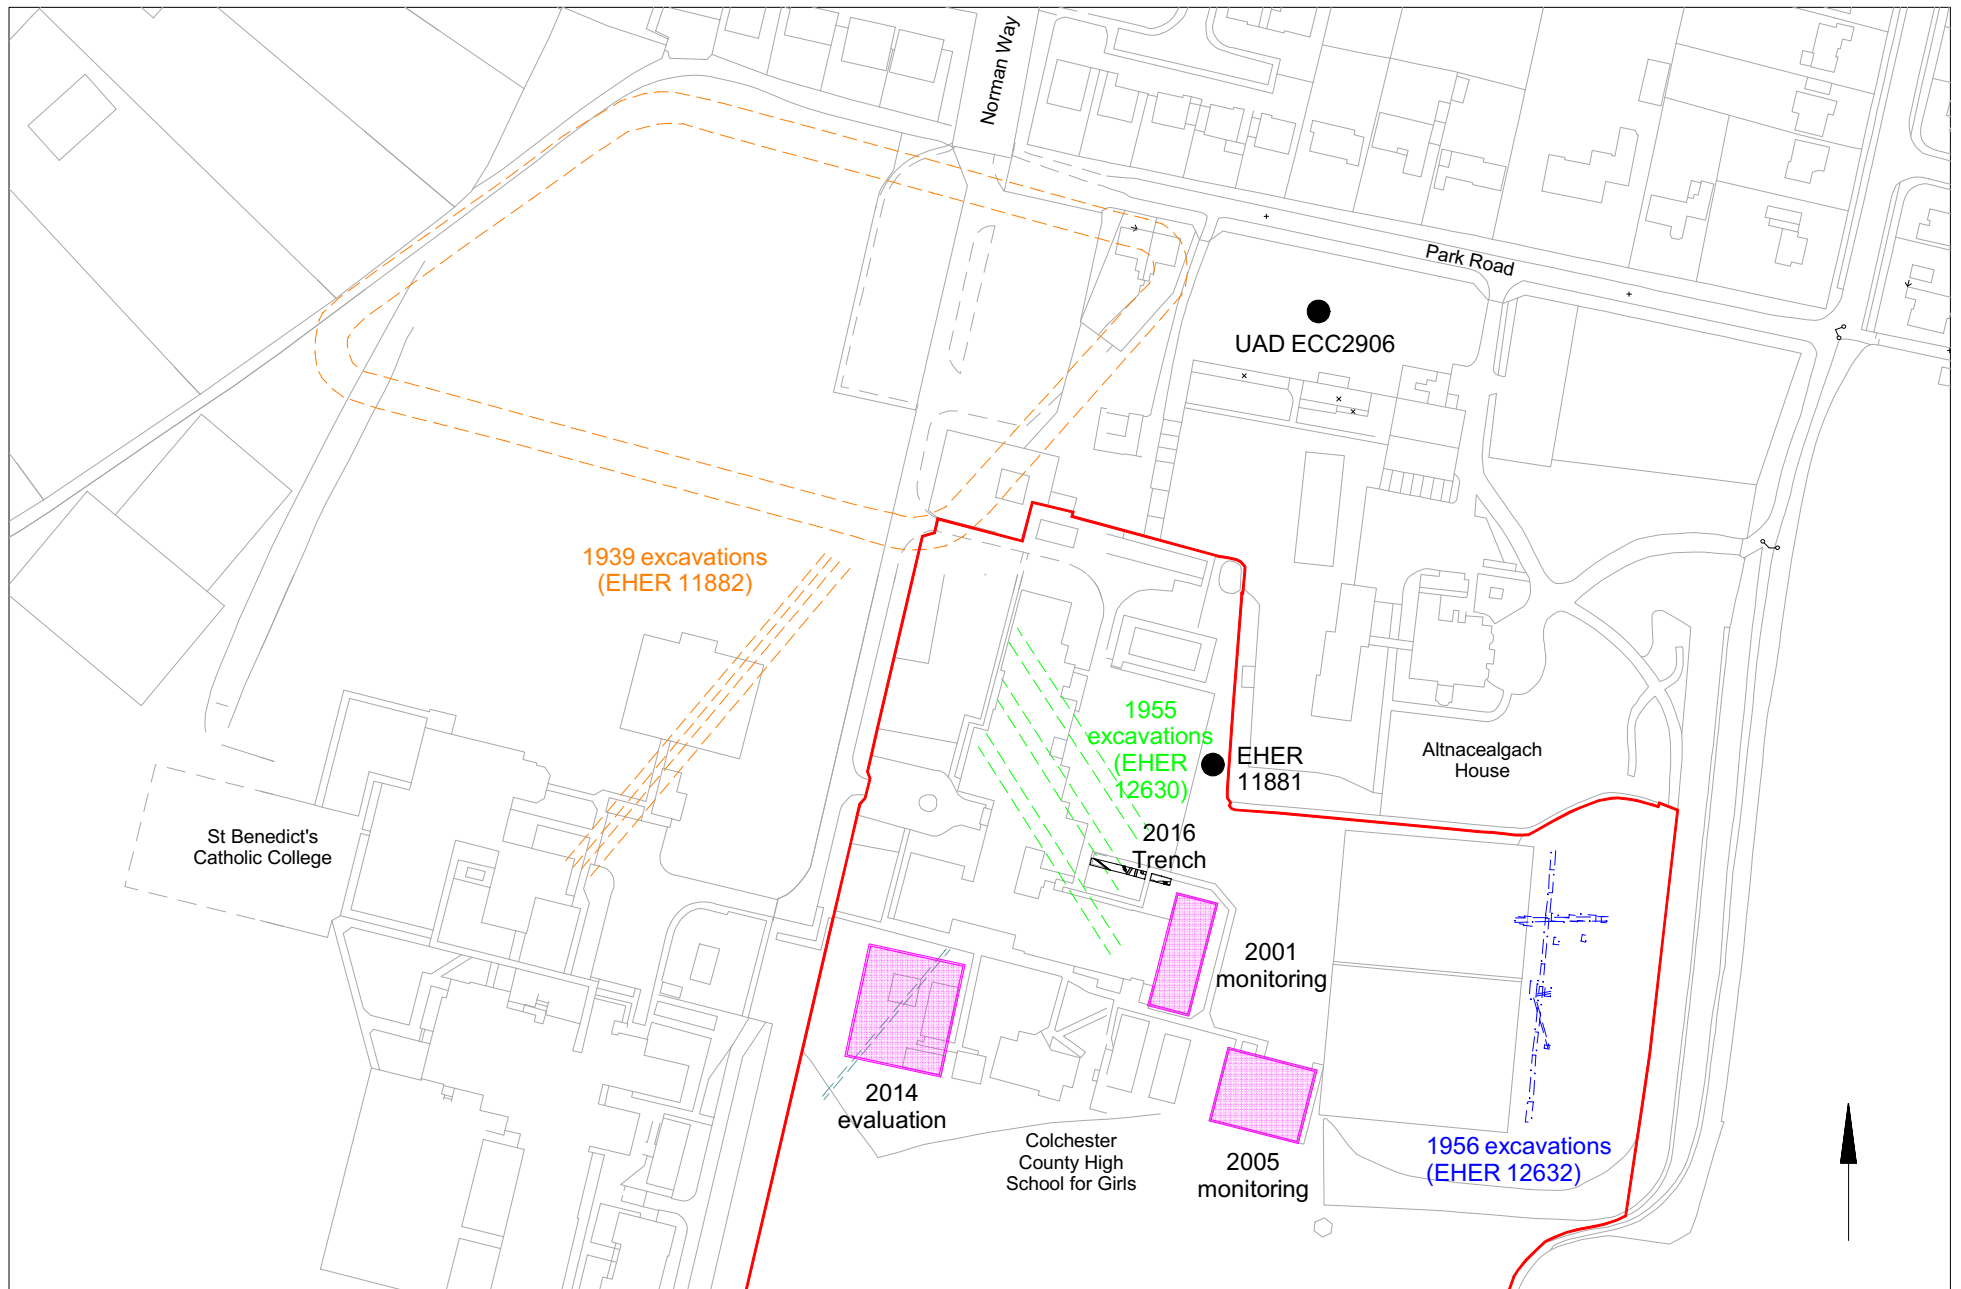 Norman Way
Park Road
UAD ECC2906
1939 excavations
(EHER 11882)
1955
excavations
(EHER
12630)
EHER
11881
Altnacealgach
House
2016
Trench
St Benedict's
Catholic College
2001
monitoring
2014
evaluation
Colchester
County High
School for Girls
2005
monitoring
1956 excavations
(EHER 12632)